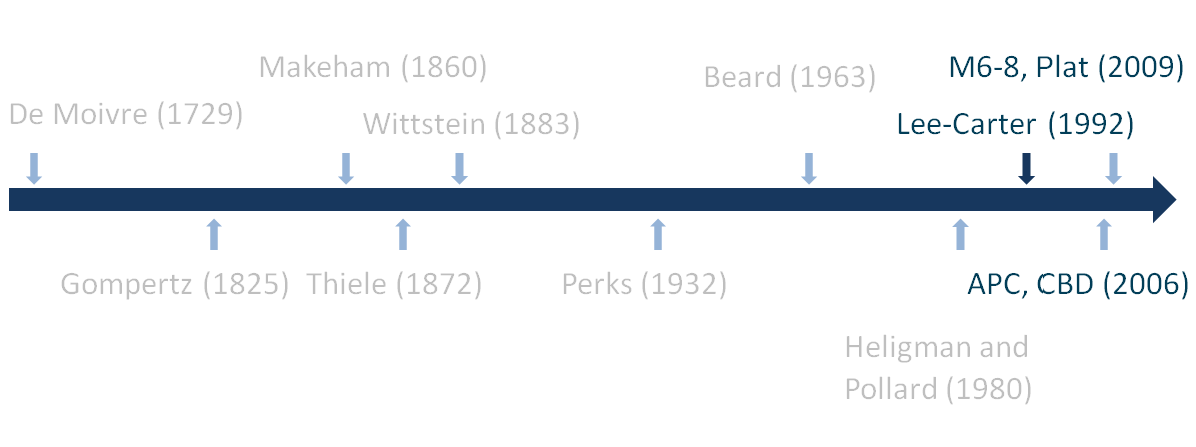 Makeham (1860)
Beard (1963)
M6-8, Plat (2009)
De Moivre (1729)
Wittstein (1883)
Lee-Carter (1992)
Gompertz (1825)
Thiele (1872)
Perks (1932)
APC, CBD (2006)
Heligman and
Pollard (1980)